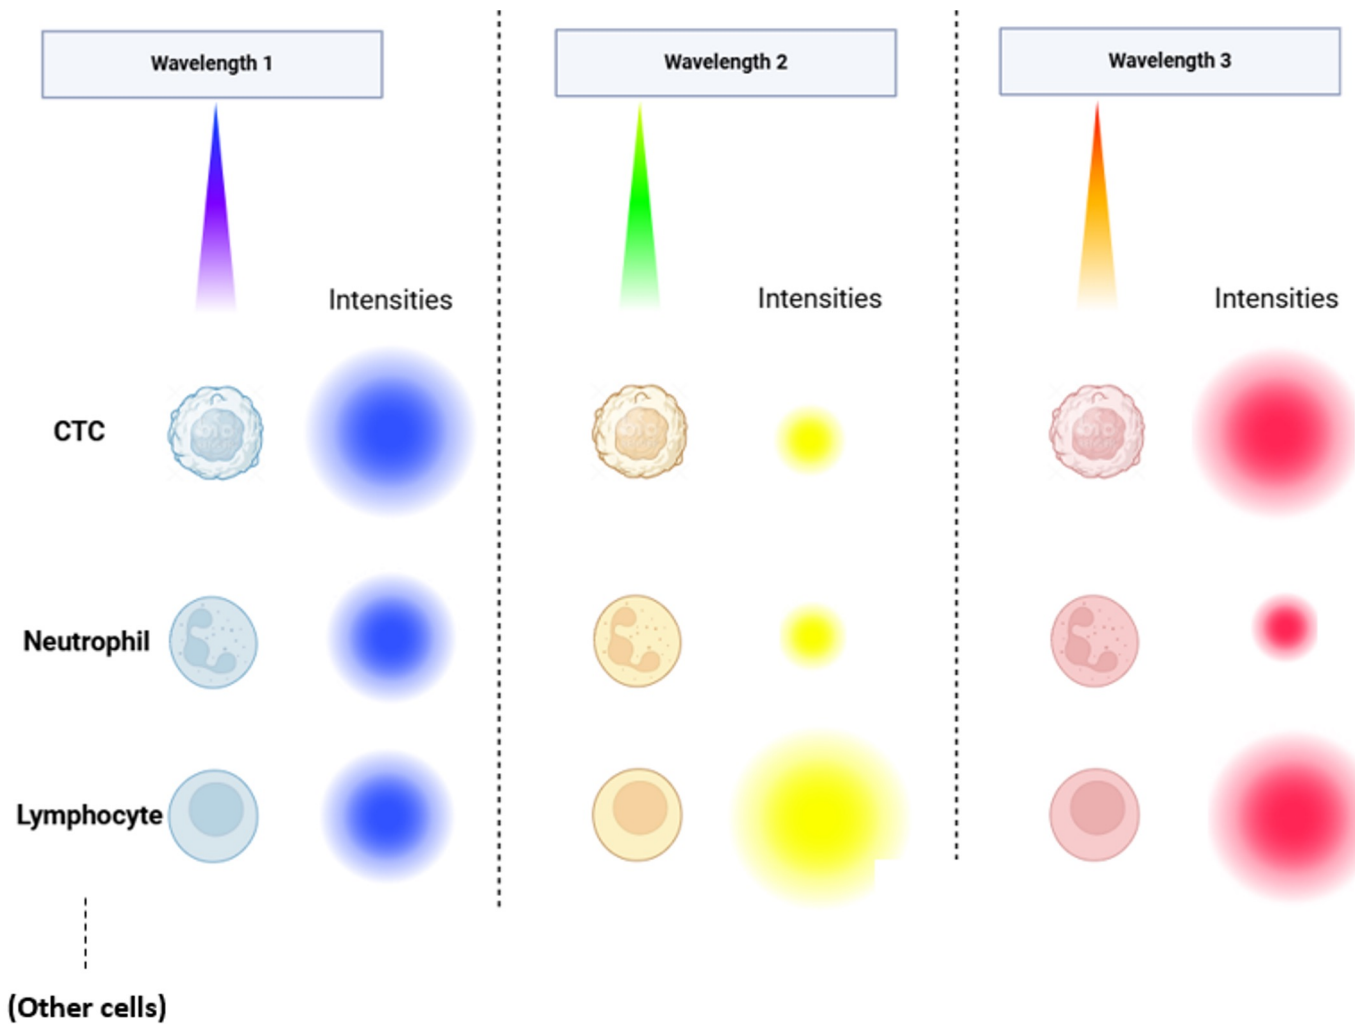 Wavelength 1
Wavelength 2
Wavelength 3
Intensities
Intensities
Intensities
CTC
Neutrophil
Lymphocyte
(Other cells)